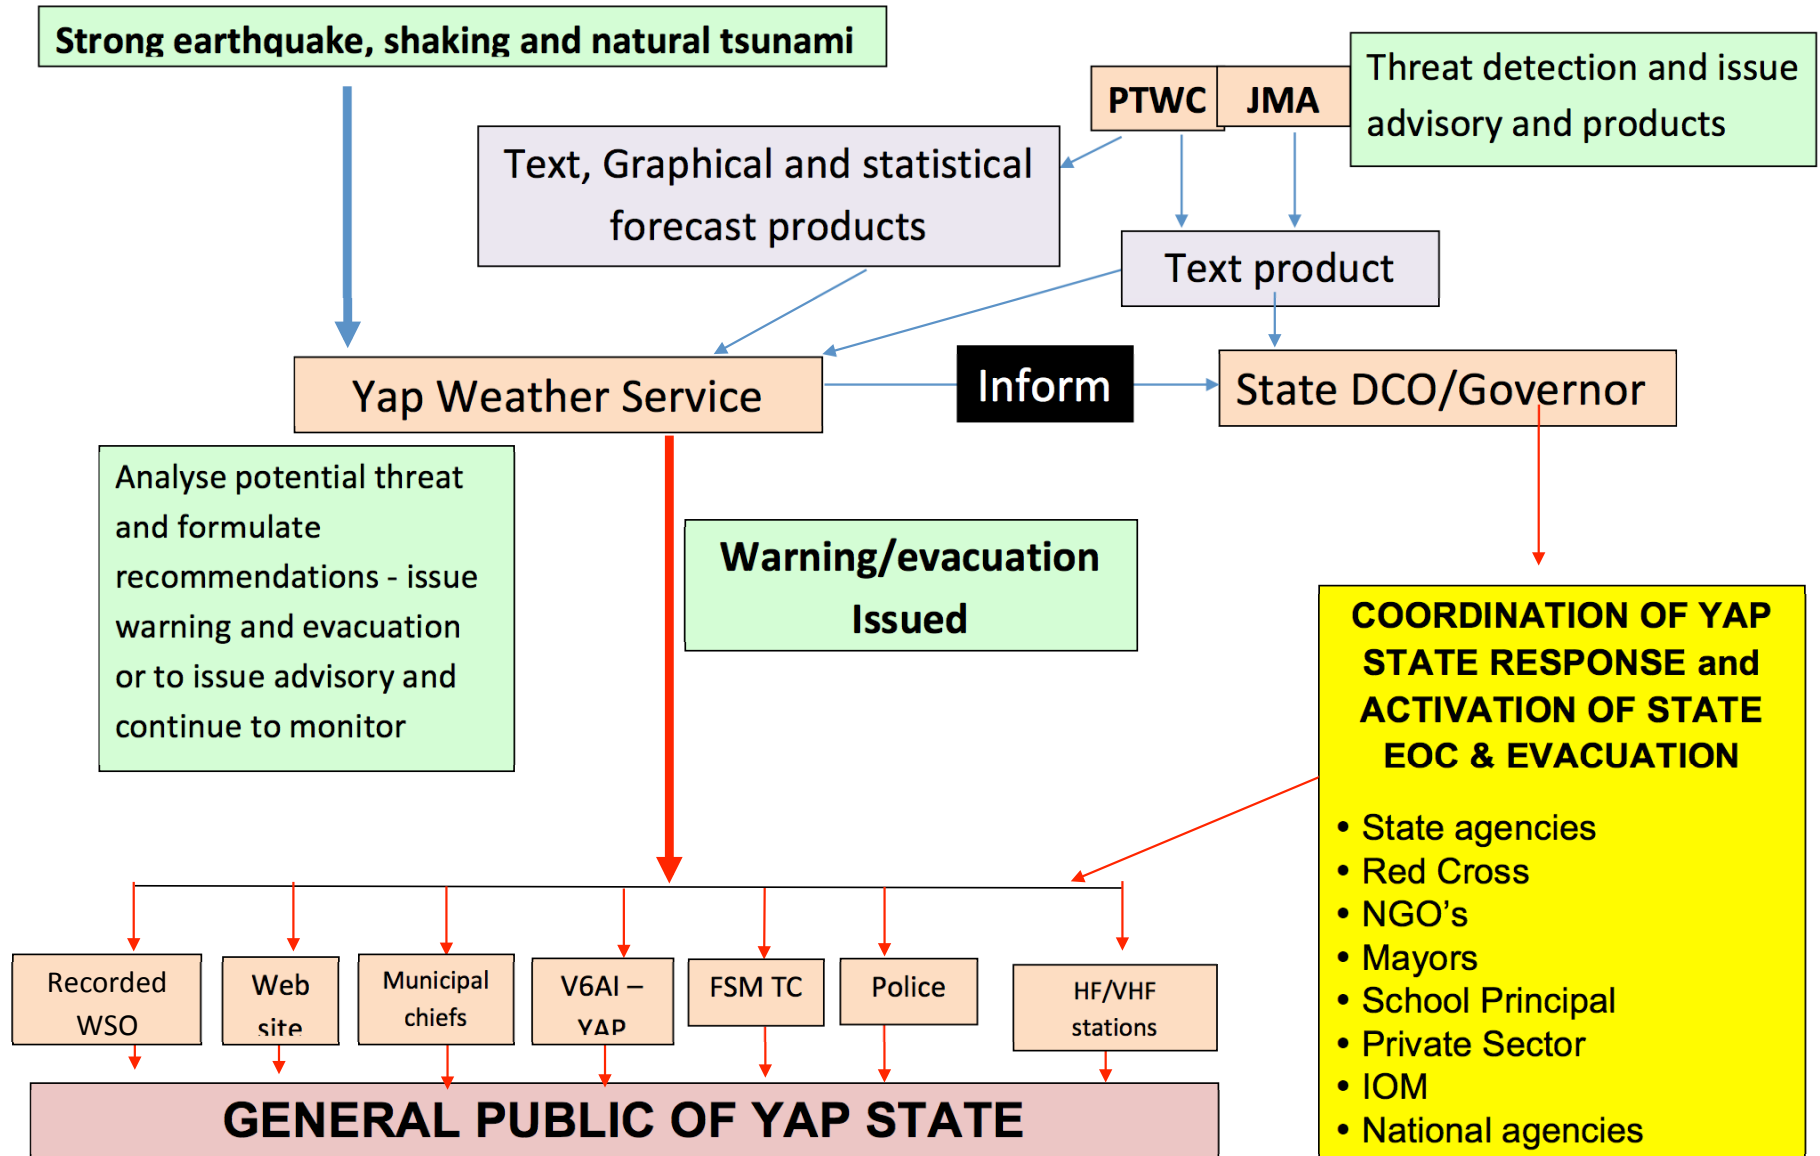 Strong earthquake, shaking and natural tsunami
PTWC
JMA
Threat detection and issue
advisory and products
Text, Graphical and statistical
forecast products
Text product
Yap Weather Service
Inform
State DCO/Governor
Analyse potential threat
and formulate
recommendations - issue
warning and evacuation
or to issue advisory and
continue to monitor
Warning/evacuation
Issued
COORDINATION OF YAP
STATE RESPONSE and
ACTIVATION OF STATE
EOC & EVACUATION
• State agencies
• Red Cross
• NGO’s
• Mayors
• School Principal
• Private Sector
• IOM
• National agencies
Recorded
WSO
Web
site
Municipal
chiefs
V6Al –
YAP
FSM TC
Police
HF/VHF
stations
GENERAL PUBLIC OF YAP STATE